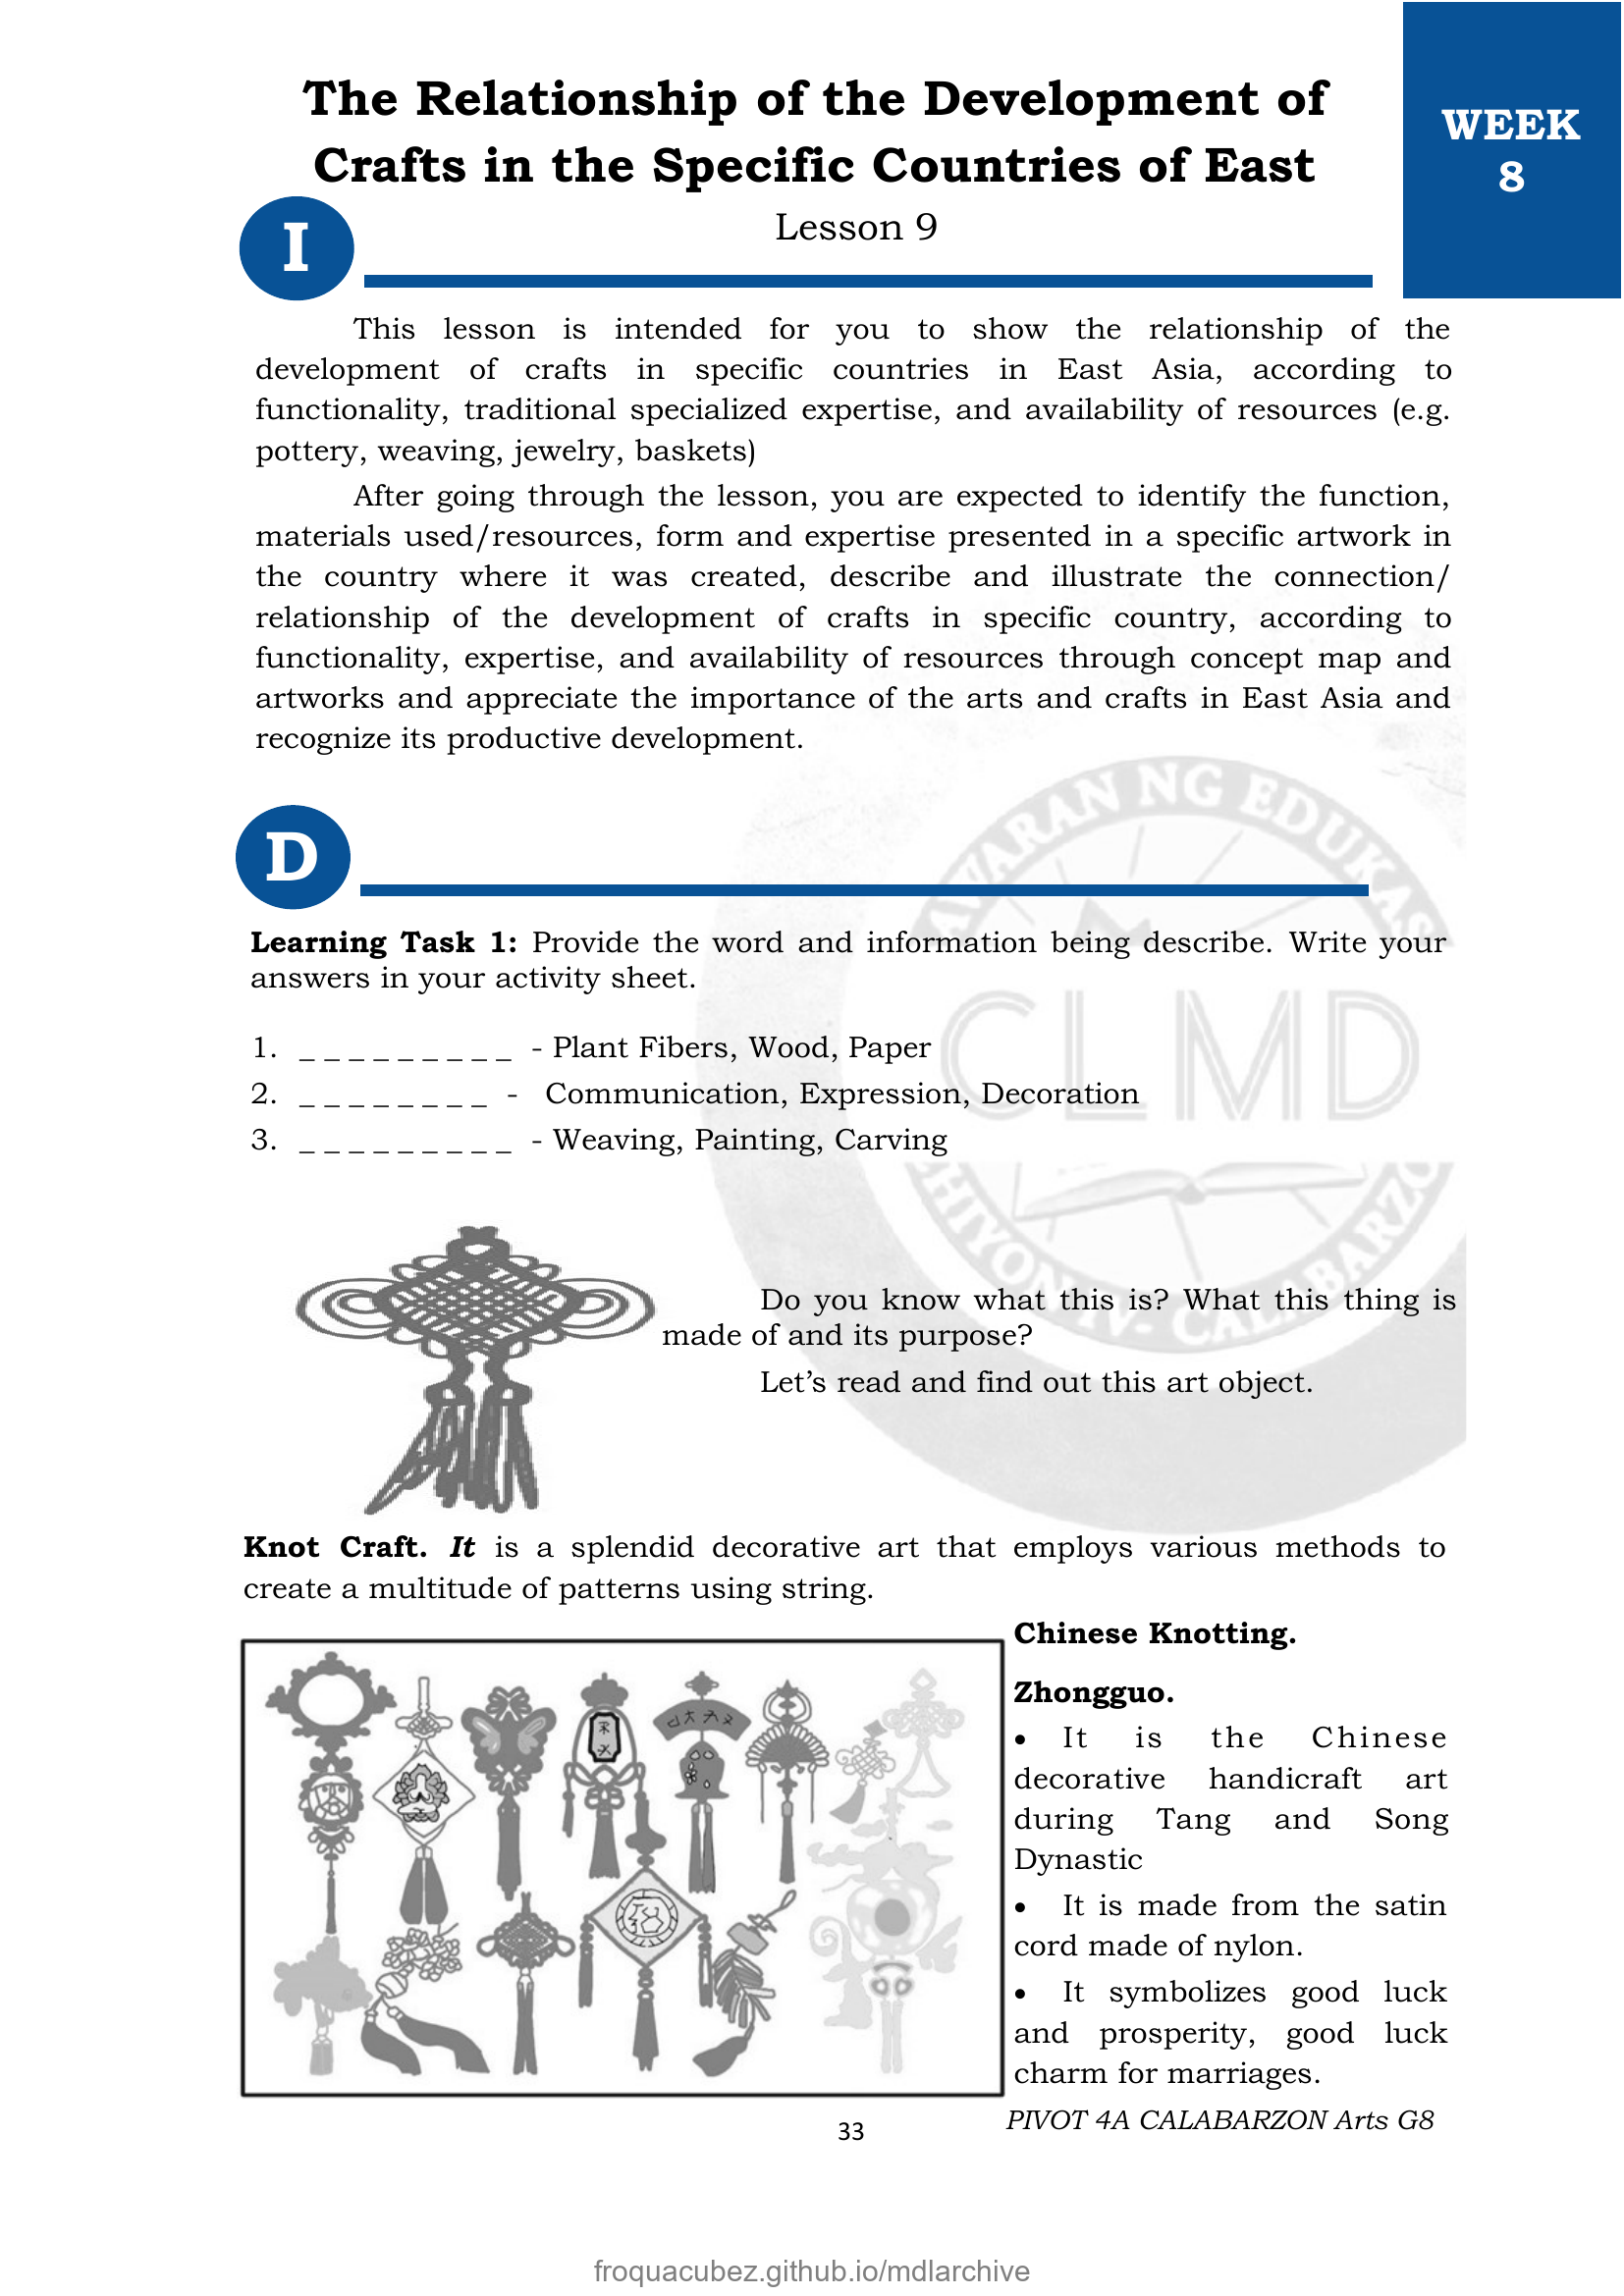 The Relationship of the Development of
Crafts in the Specific Countries of East
WEEK
8
Lesson 9
I
This lesson is intended for you to show the relationship of the
development of crafts in specific countries in East Asia, according to
functionality, traditional specialized expertise, and availability of resources (e.g.
pottery, weaving, jewelry, baskets)
After going through the lesson, you are expected to identify the function,
materials used/resources, form and expertise presented in a specific artwork in
the country where it was created, describe and illustrate the connection/
relationship of the development of crafts in specific country, according to
functionality, expertise, and availability of resources through concept map and
artworks and appreciate the importance of the arts and crafts in East Asia and
recognize its productive development.
D
Learning Task 1: Provide the word and information being describe. Write your
answers in your activity sheet.
1. _ _ _ _ _ _ _ _ _ - Plant Fibers, Wood, Paper
2. _ _ _ _ _ _ _ _ - Communication, Expression, Decoration
3. _ _ _ _ _ _ _ _ _ - Weaving, Painting, Carving
AWARAN NG EDUKAS
CLMD
HIYON IV- CALABARZO
Do you know what this is? What this thing is
made of and its purpose?
Let's read and find out this art object.
Knot Craft. It is a splendid decorative art that employs various methods to
create a multitude of patterns using string.
Chinese Knotting.
Zhongguo.
• It is the Chinese
decorative handicraft art
during Tang and Song
Dynastic
• It is made from the satin
cord made of nylon.
• It symbolizes good luck
and prosperity, good luck
charm for marriages.
33
PIVOT 4A CALABARZON Arts G8
froquacubez.github.io/mdlarchive